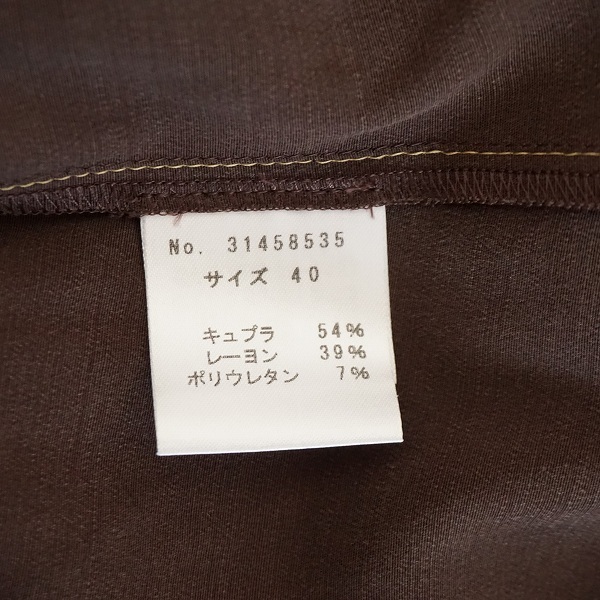 No. 31458535
サイズ 40
キュプラ 54%
レーヨン 39%
ポリウレタン 7%